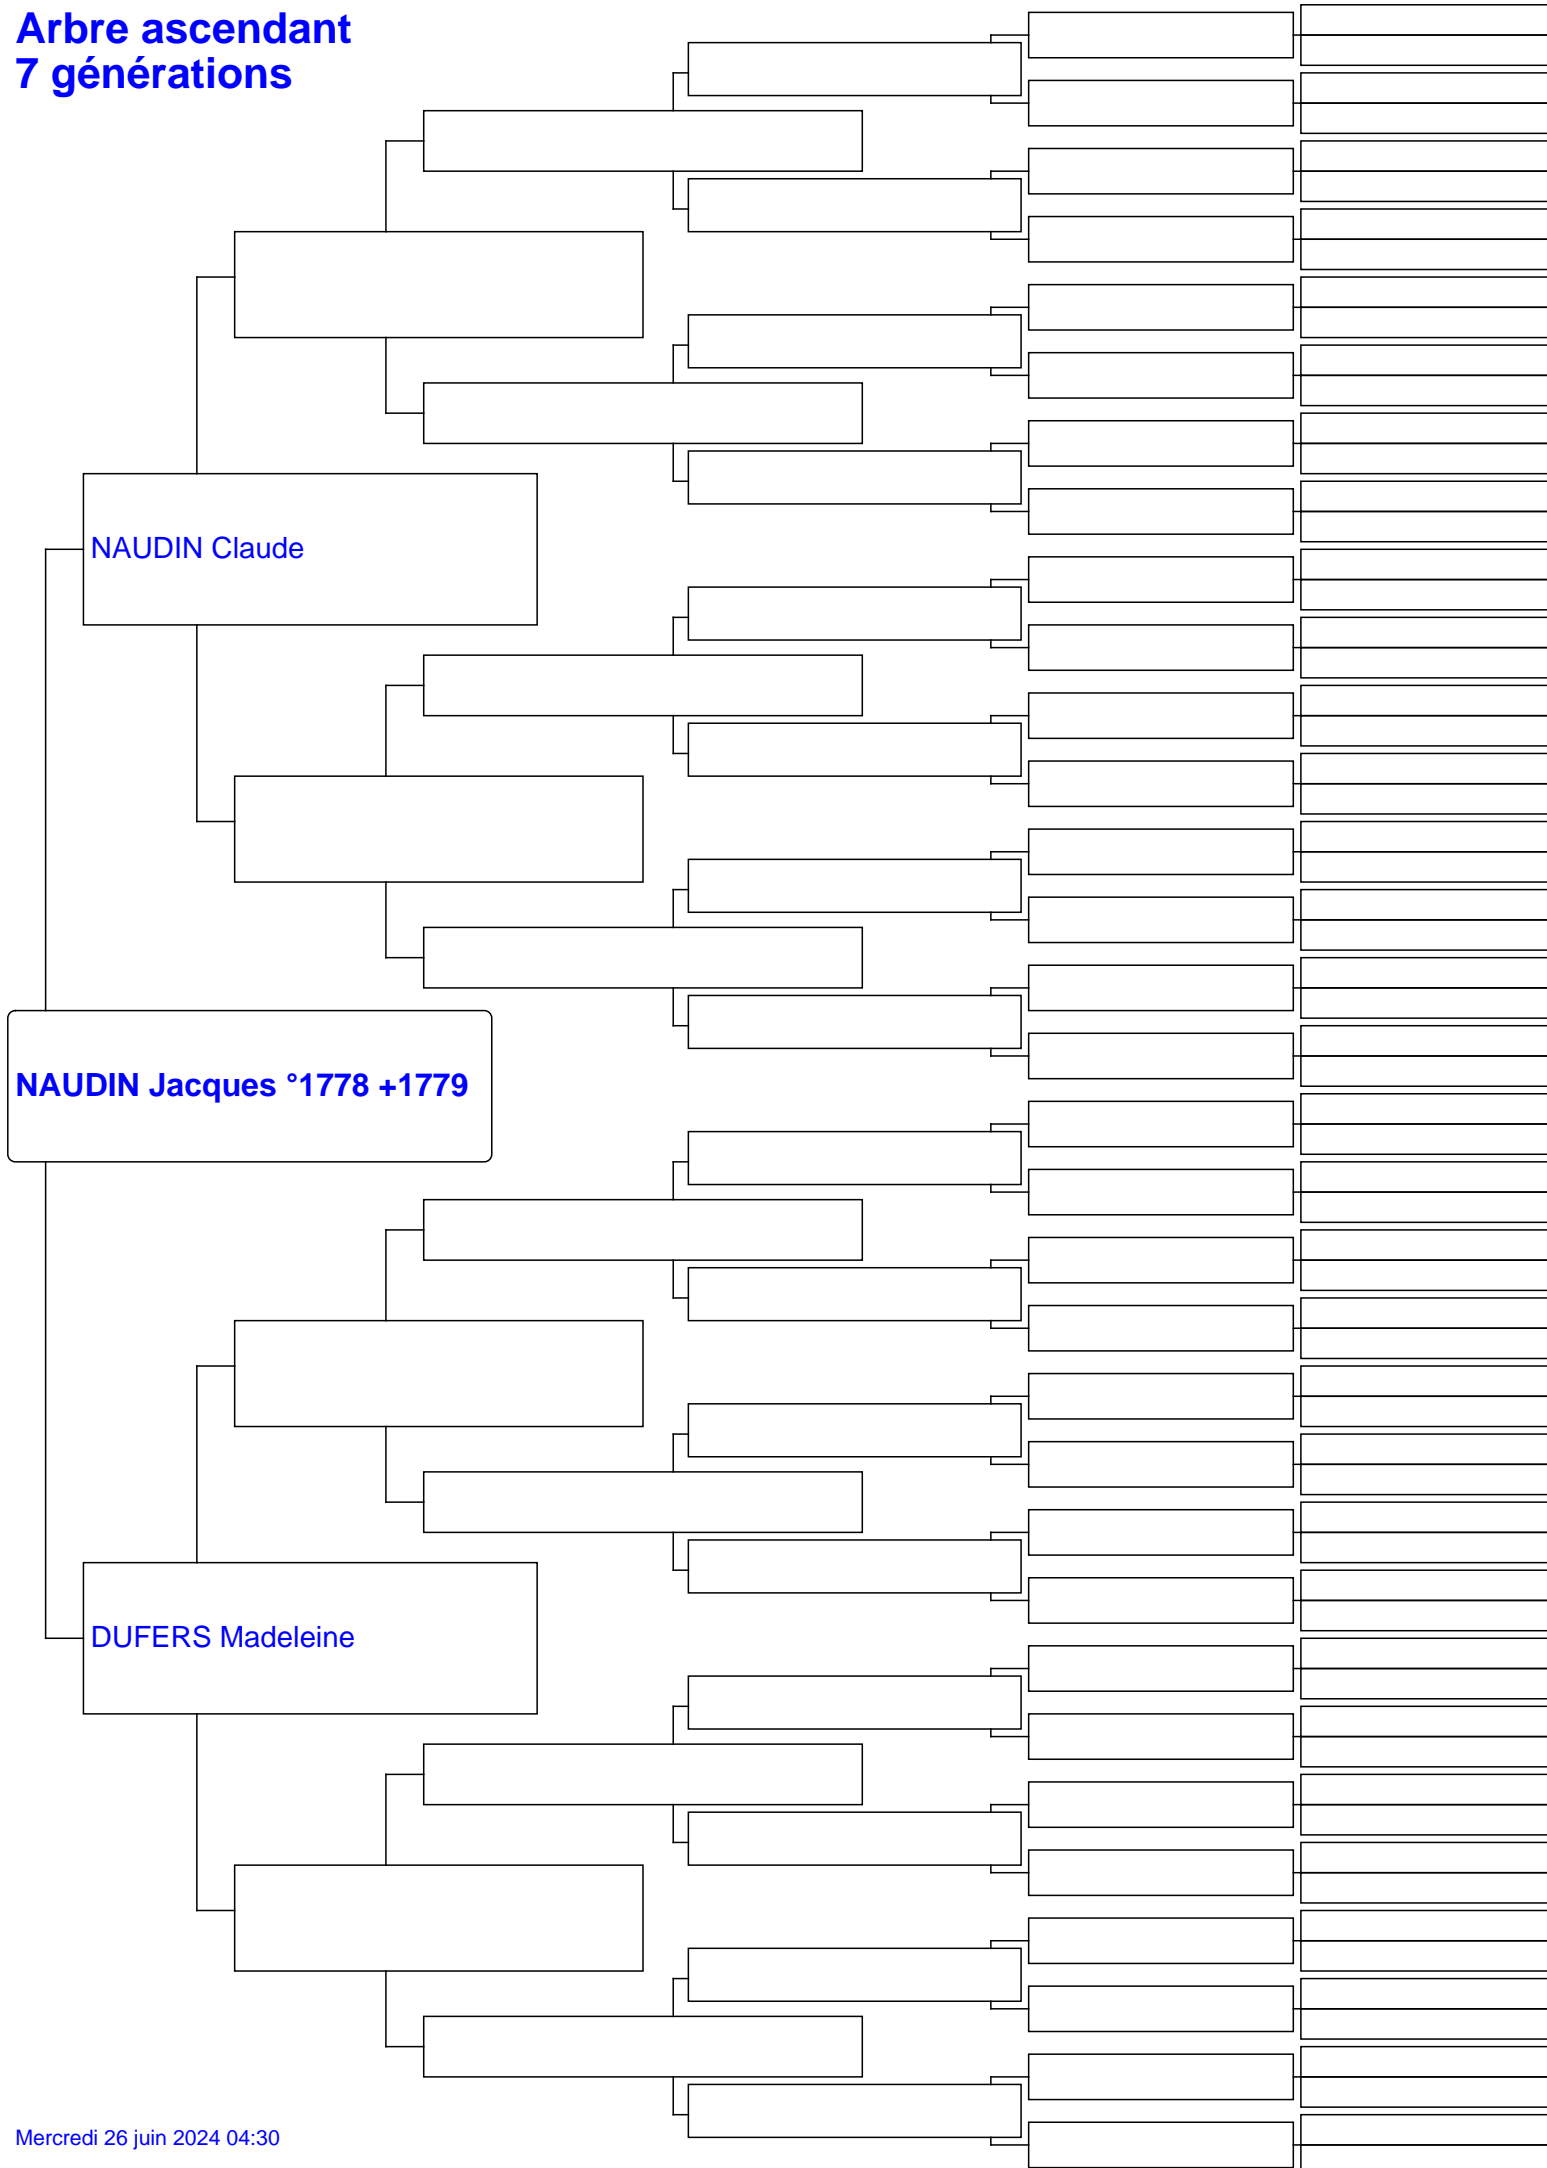 Arbre ascendant
7 générations
NAUDIN Claude
NAUDIN Jacques °1778 +1779
DUFERS Madeleine
Mercredi 26 juin 2024 04:30